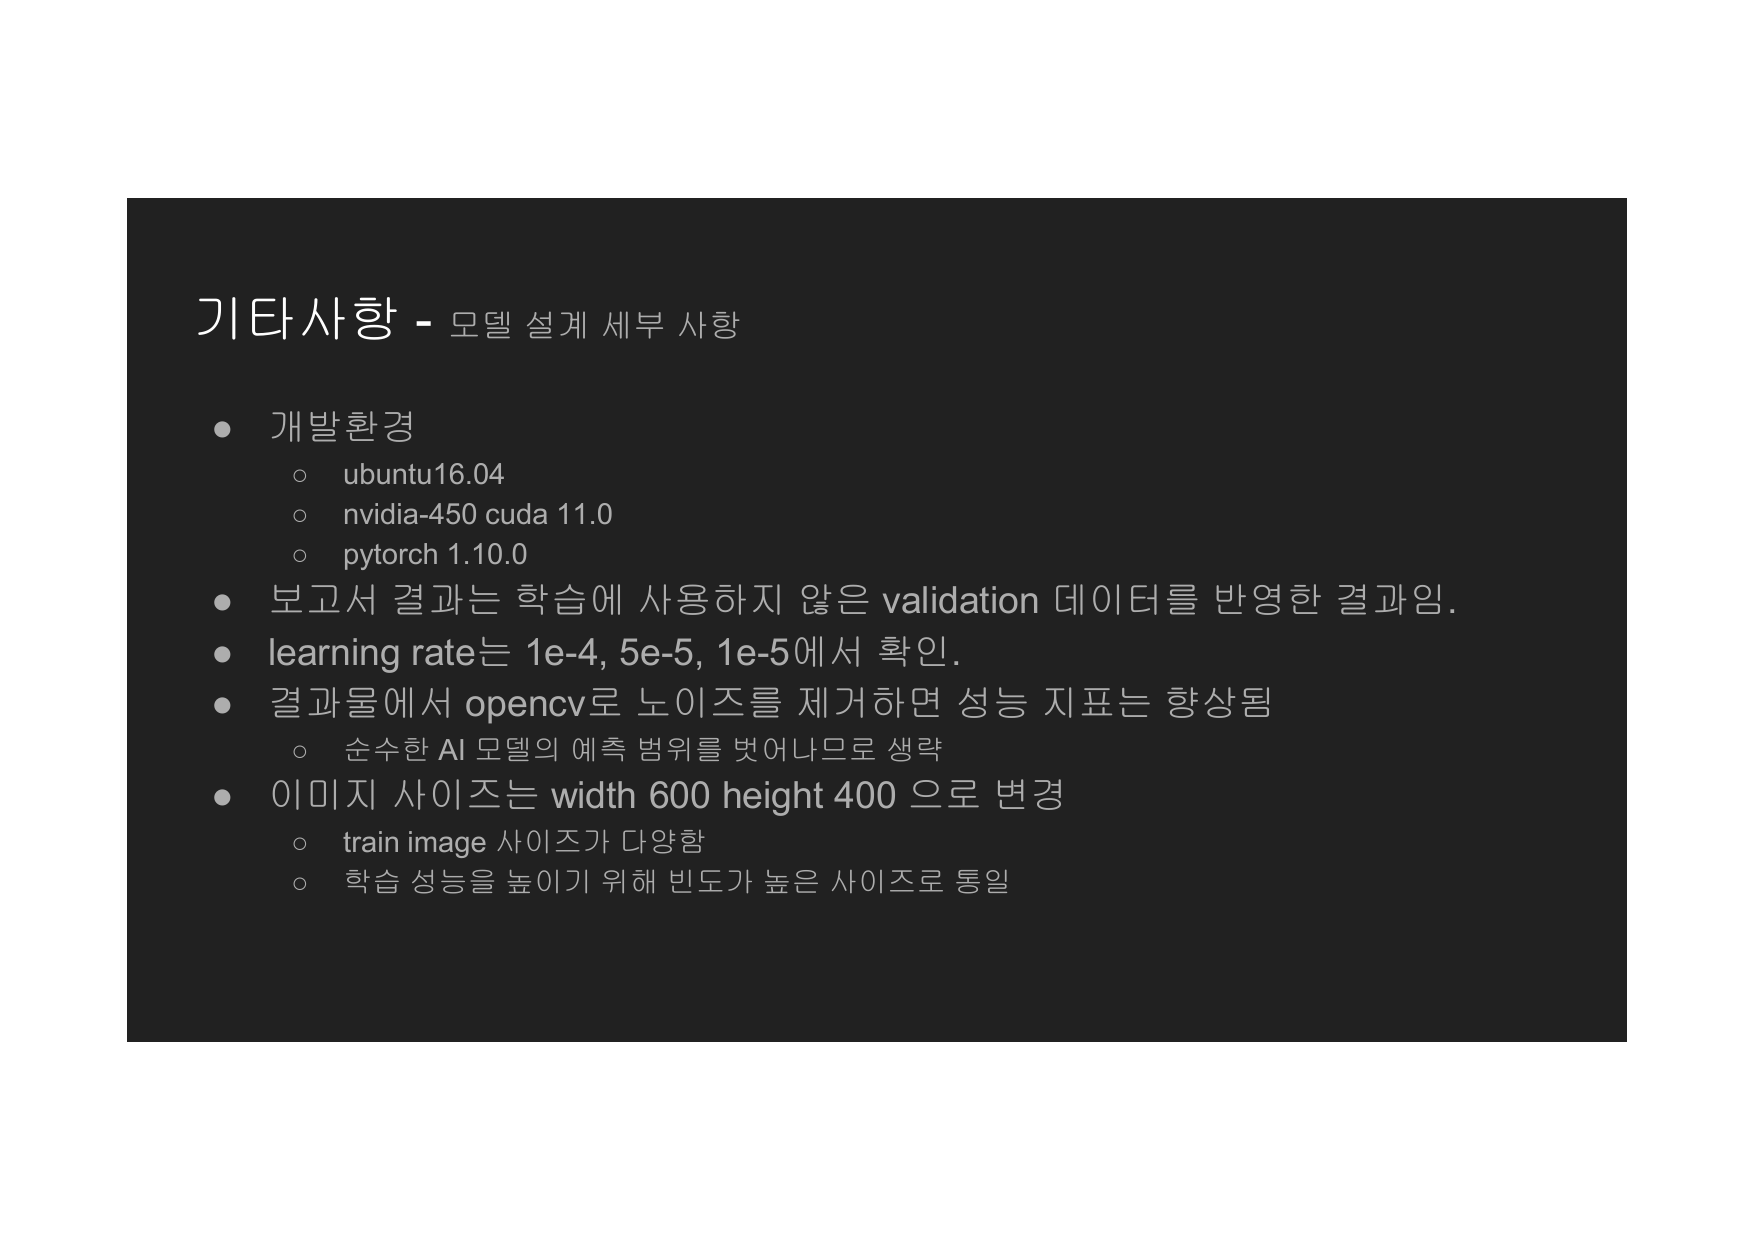 기타사항 - 모델 설계 세부 사항
● 개발환경
○ ubuntu16.04
○ nvidia-450 cuda 11.0
○ pytorch 1.10.0
● 보고서 결과는 학습에 사용하지 않은 validation 데이터를 반영한 결과임.
● learning rate는 1e-4, 5e-5, 1e-5에서 확인.
● 결과물에서 opencv로 노이즈를 제거하면 성능 지표는 향상됨
○ 순수한 AI 모델의 예측 범위를 벗어나므로 생략
● 이미지 사이즈는 width 600 height 400 으로 변경
○ train image 사이즈가 다양함
○ 학습 성능을 높이기 위해 빈도가 높은 사이즈로 통일